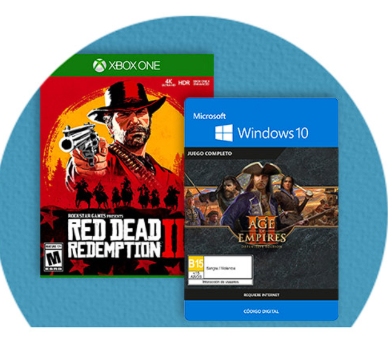 XBOX ONE
4K
HDR
ROCKSTAR GAMES PRESENTS
RED DEAD
REDEMPTION II
M
Microsoft
Windows 10
JUEGO COMPLETO
AGE
OF
EMPIRES
III
B15
Sangre / Violencia
REQUIERE INTERNET
CÓDIGO DIGITAL